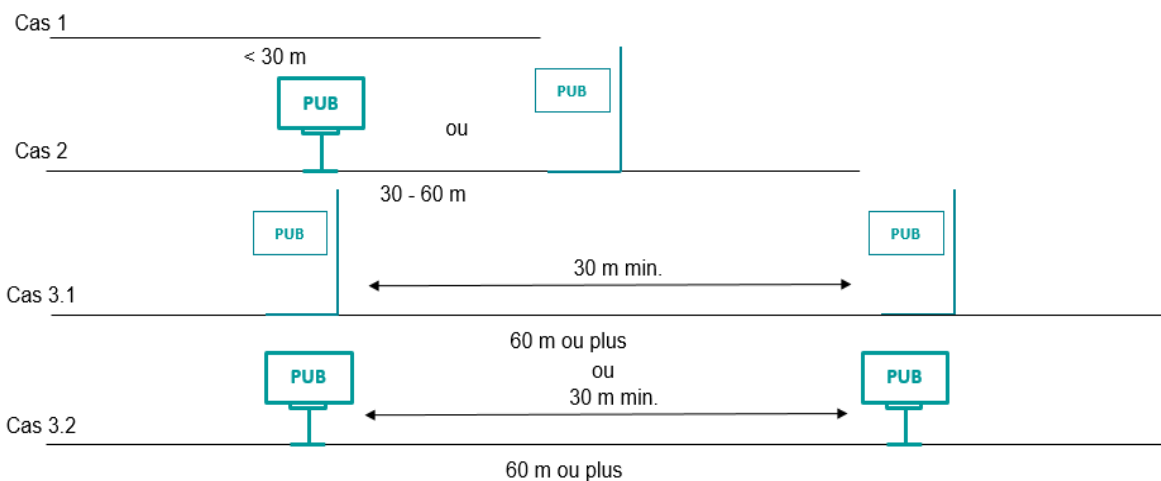 Cas 1
< 30 m
PUB
PUB
ou
Cas 2
30 - 60 m
PUB
PUB
30 m min.
Cas 3.1
60 m ou plus
PUB
ou
PUB
30 m min.
Cas 3.2
60 m ou plus